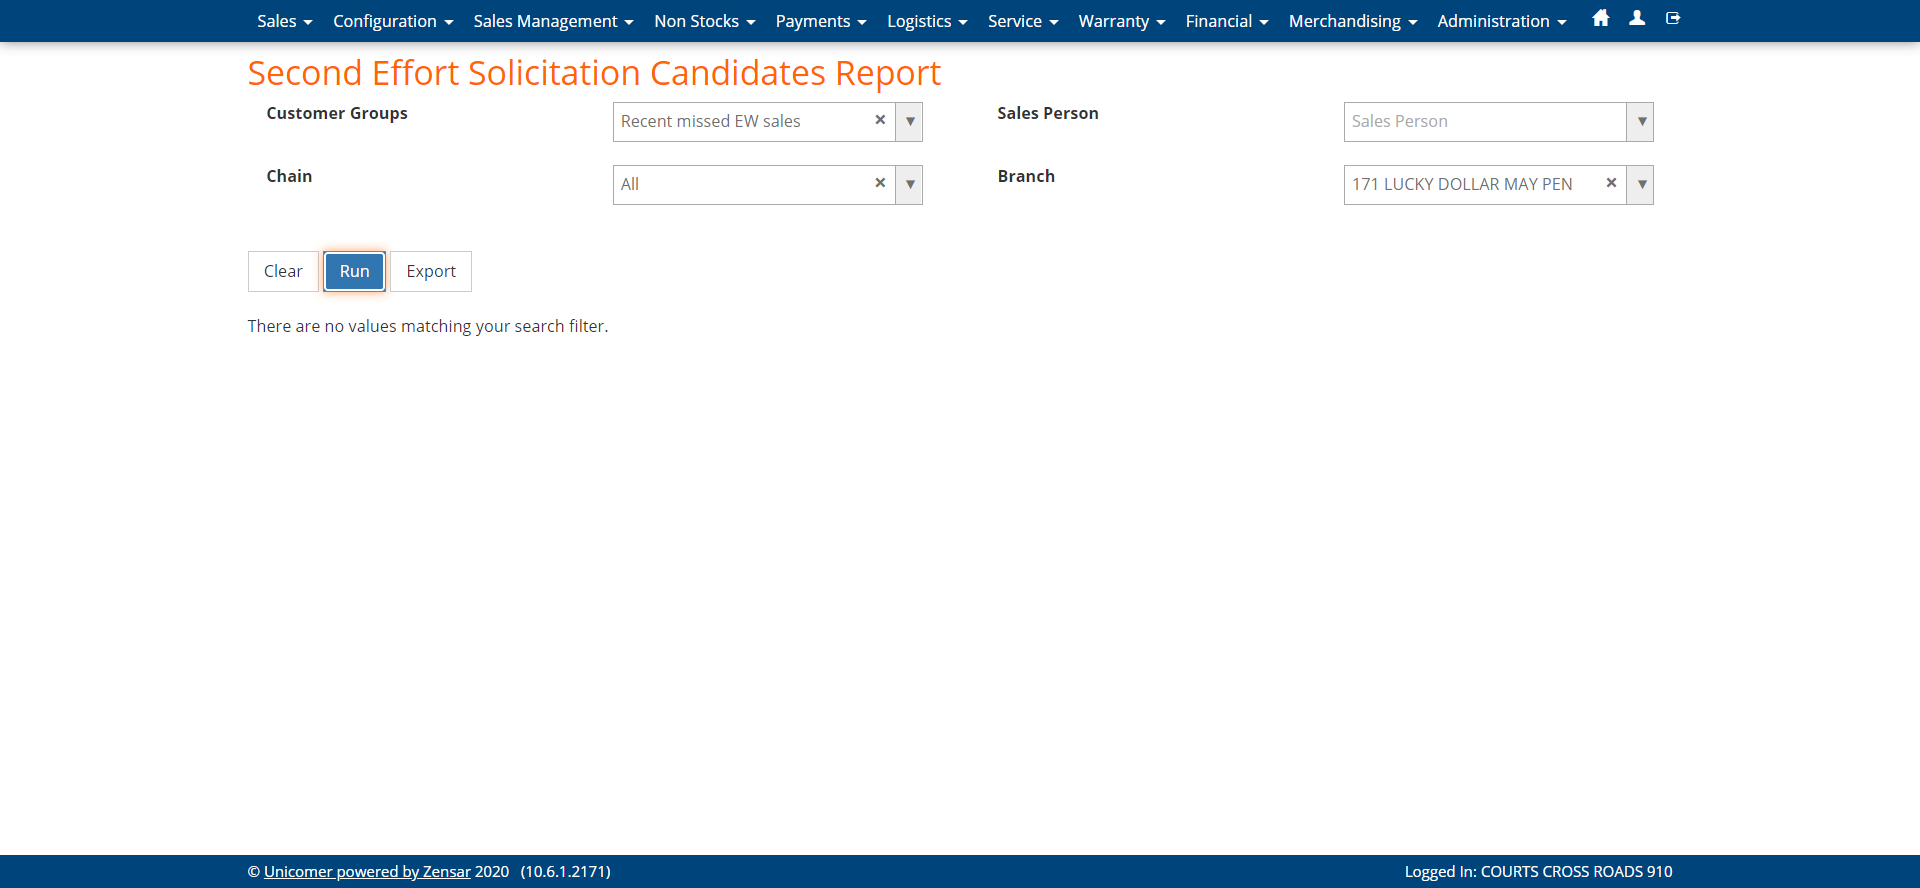 Sales Configuration Sales Management Non Stocks Payments Logistics Service Warranty Financial Merchandising Administration
Second Effort Solicitation Candidates Report
Customer Groups Recent missed EW sales × Sales Person Sales Person
Chain All × Branch 171 LUCKY DOLLAR MAY PEN ×
Clear Run Export
There are no values matching your search filter.
© Unicomer powered by Zensar 2020 (10.6.1.2171) Logged In: COURTS CROSS ROADS 910